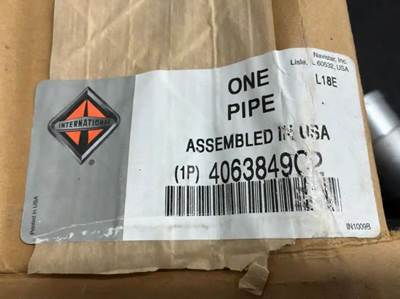 Navistar, Inc.
Lisle, IL 60532, USA
L18E
ONE
PIPE
INTERNATIONAL
ASSEMBLED IN USA
(1P) 4063849C2
Printed in USA
IN1009B